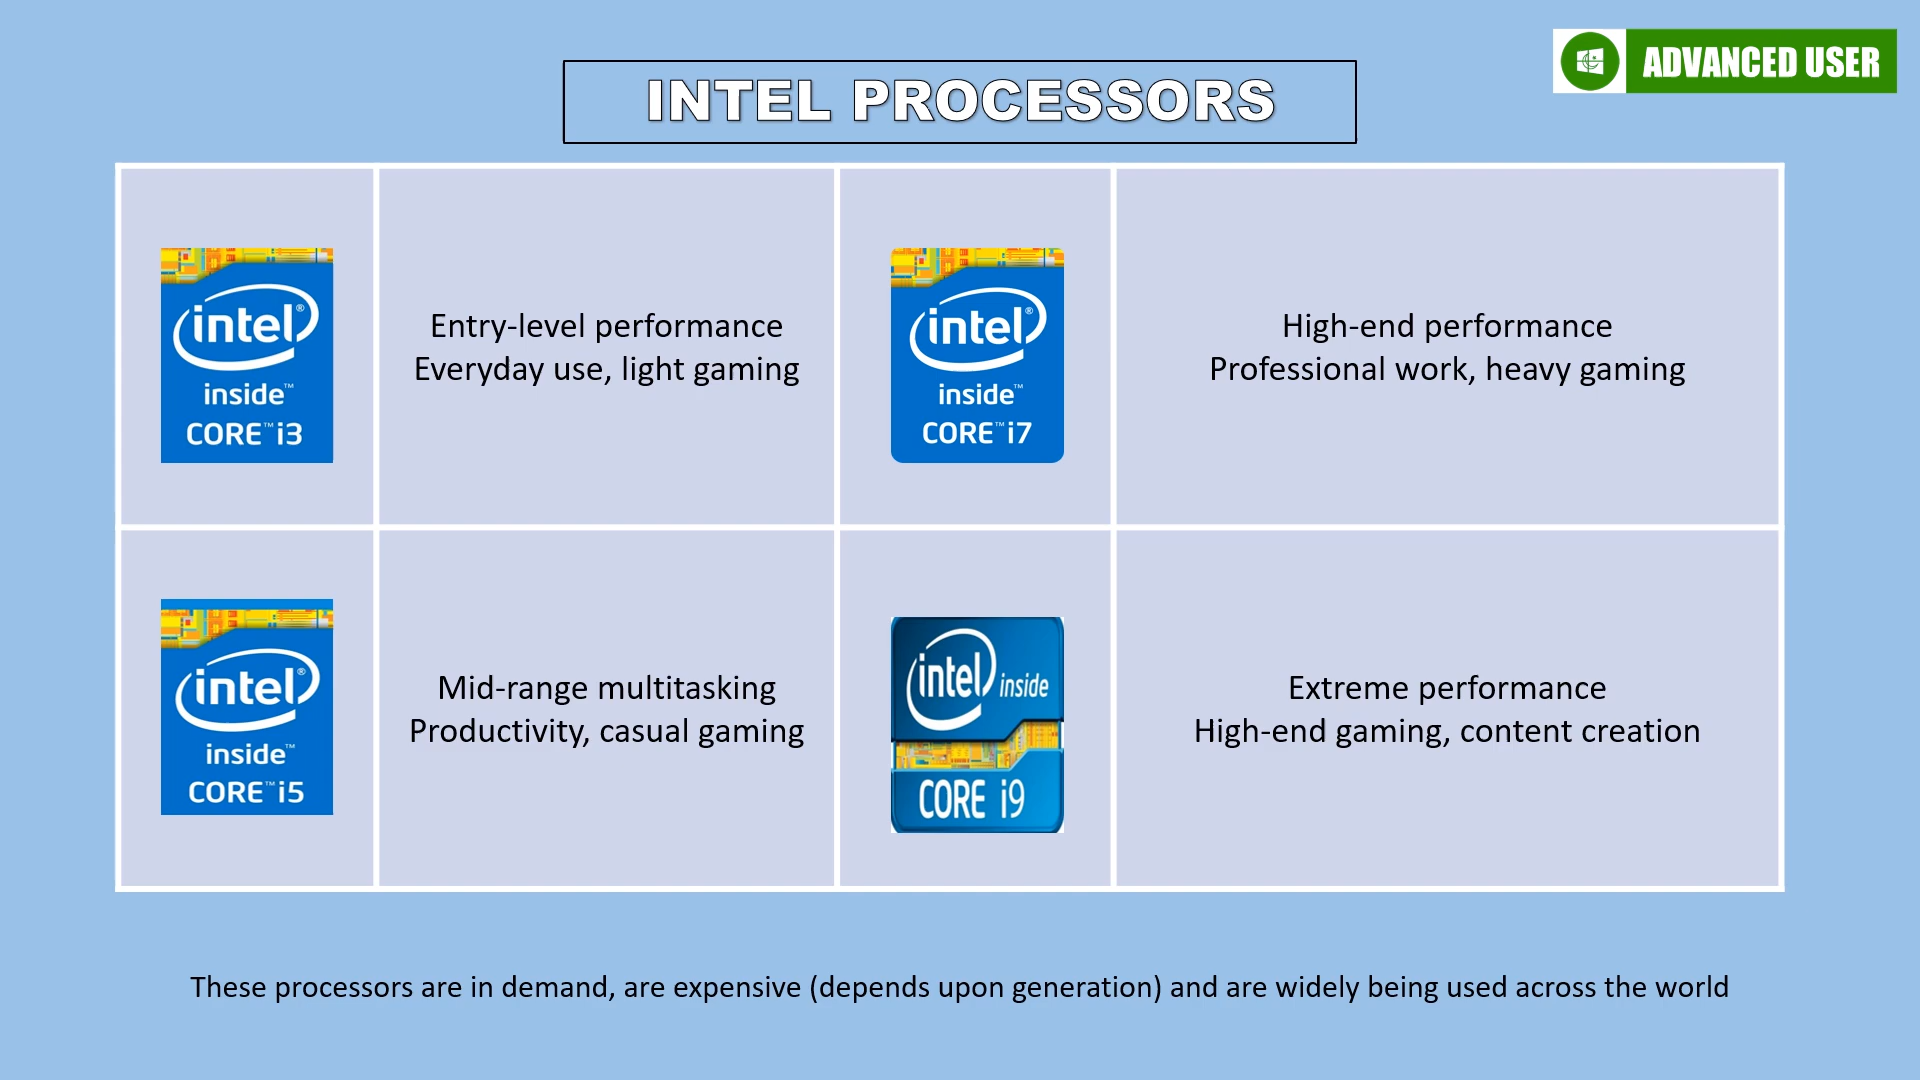 ADVANCED USER
INTEL PROCESSORS
intel®
inside™
CORE™ i3
Entry-level performance
Everyday use, light gaming
intel®
inside™
CORE™ i7
High-end performance
Professional work, heavy gaming
intel®
inside™
CORE™ i5
Mid-range multitasking
Productivity, casual gaming
intel inside
CORE i9
Extreme performance
High-end gaming, content creation
These processors are in demand, are expensive (depends upon generation) and are widely being used across the world